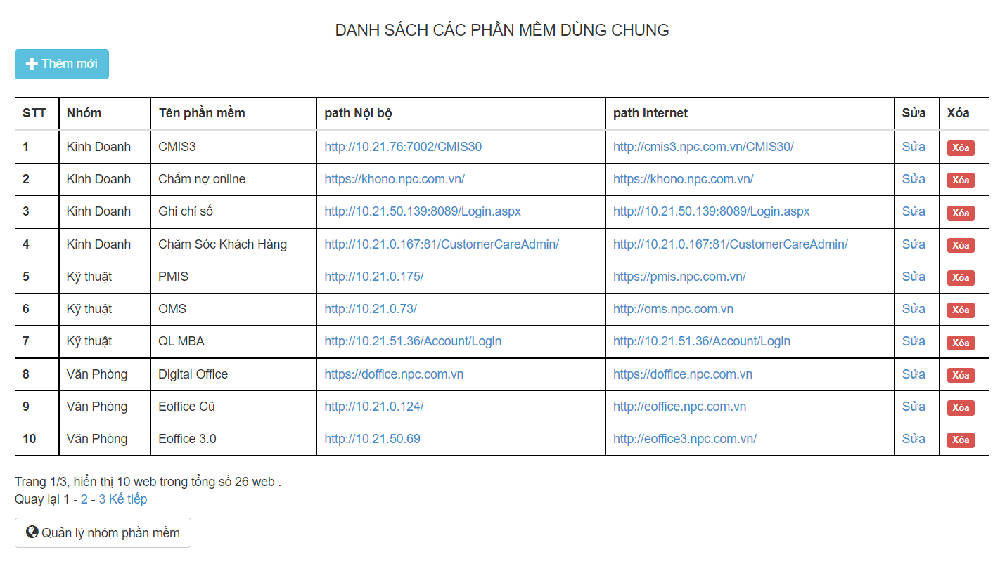 DANH SÁCH CÁC PHẦN MỀM DÙNG CHUNG
Thêm mới
STT Nhóm Tên phần mềm path Nội bộ path Internet Sửa Xóa
1 Kinh Doanh CMIS3 http://10.21.76:7002/CMIS30 http://cmis3.npc.com.vn/CMIS30/ Sửa Xóa
2 Kinh Doanh Chấm nợ online https://khono.npc.com.vn/ https://khono.npc.com.vn/ Sửa Xóa
3 Kinh Doanh Ghi chỉ số http://10.21.50.139:8089/Login.aspx http://10.21.50.139:8089/Login.aspx Sửa Xóa
4 Kinh Doanh Chăm Sóc Khách Hàng http://10.21.0.167:81/CustomerCareAdmin/ http://10.21.0.167:81/CustomerCareAdmin/ Sửa Xóa
5 Kỹ thuật PMIS http://10.21.0.175/ https://pmis.npc.com.vn/ Sửa Xóa
6 Kỹ thuật OMS http://10.21.0.73/ http://oms.npc.com.vn Sửa Xóa
7 Kỹ thuật QL MBA http://10.21.51.36/Account/Login http://10.21.51.36/Account/Login Sửa Xóa
8 Văn Phòng Digital Office https://doffice.npc.com.vn https://doffice.npc.com.vn Sửa Xóa
9 Văn Phòng Eoffice Cũ http://10.21.0.124/ http://eoffice.npc.com.vn Sửa Xóa
10 Văn Phòng Eoffice 3.0 http://10.21.50.69 http://eoffice3.npc.com.vn/ Sửa Xóa
Trang 1/3, hiển thị 10 web trong tổng số 26 web .
Quay lại 1 - 2 - 3 Kế tiếp
Quản lý nhóm phần mềm